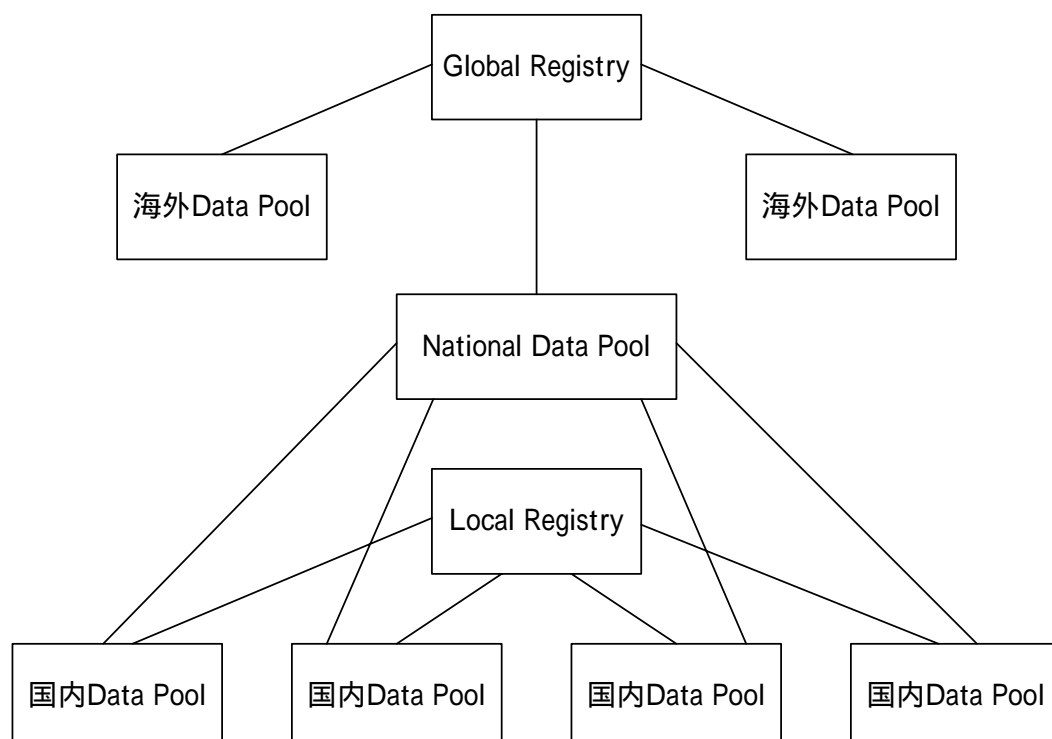 Global Registry
海外Data Pool
海外Data Pool
National Data Pool
Local Registry
国内Data Pool
国内Data Pool
国内Data Pool
国内Data Pool